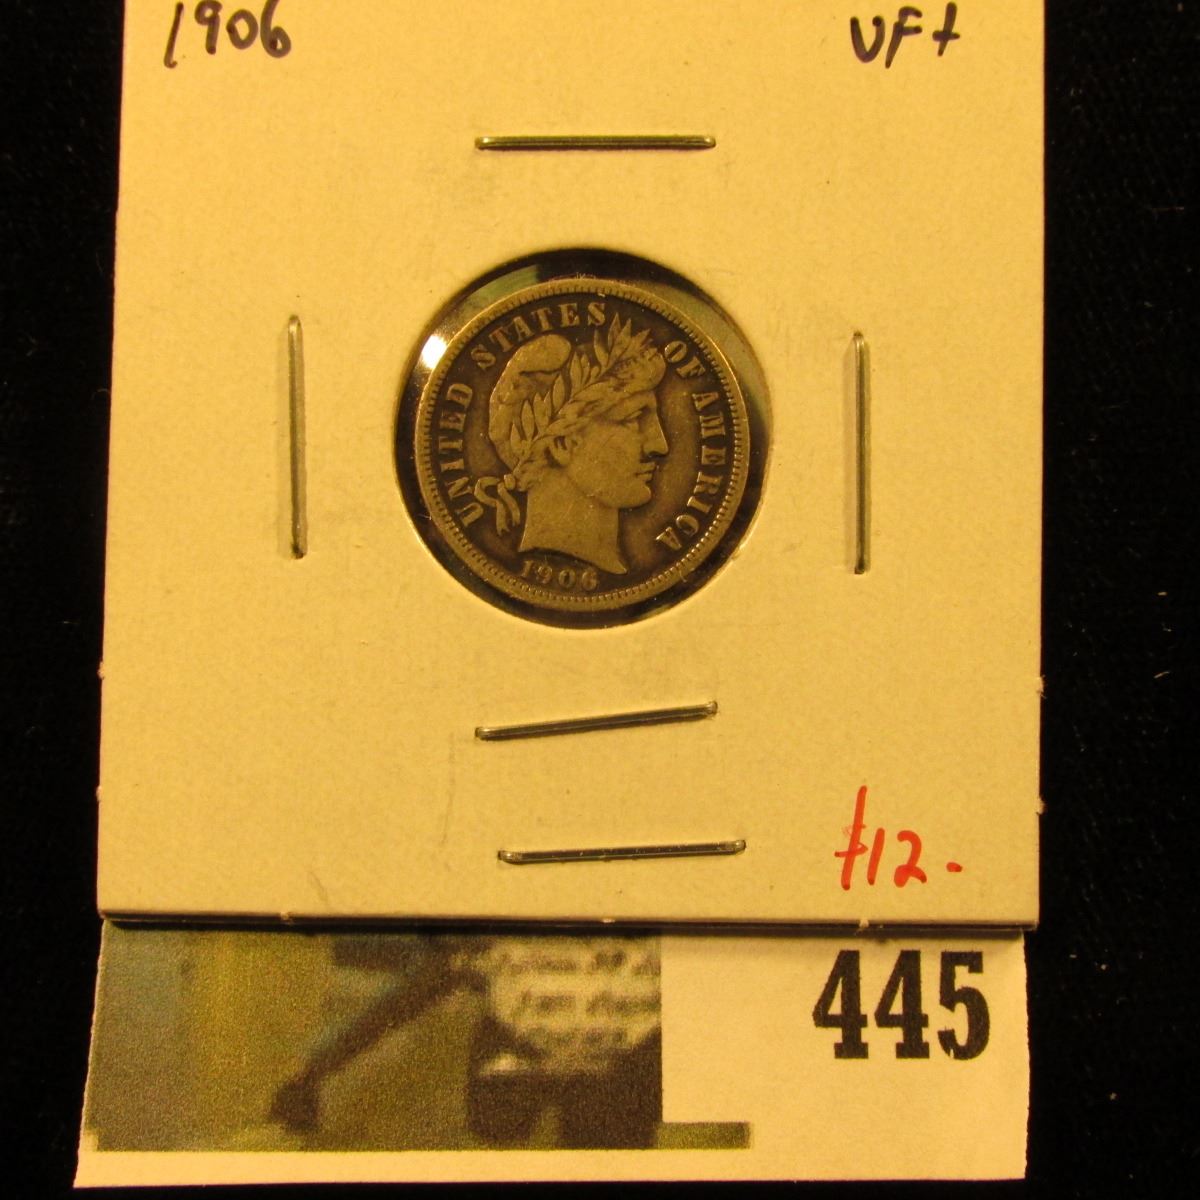 1906 VF+
UNITED STATES OF AMERICA
1906
$12.-
445